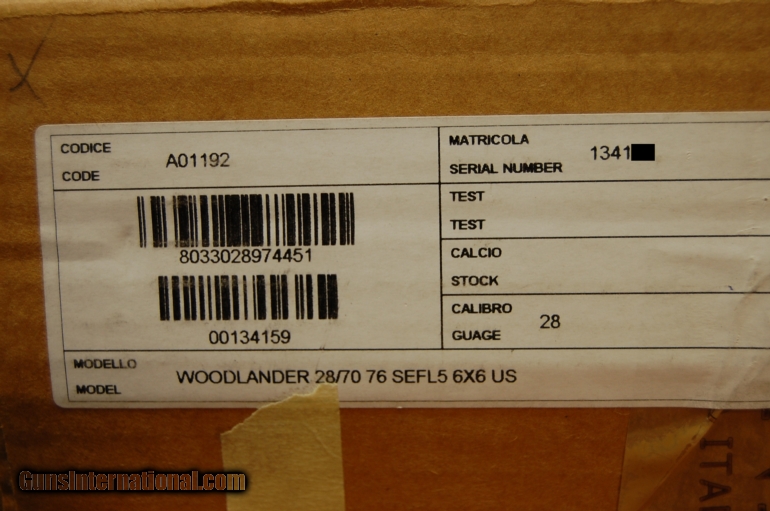 X
CODICE
CODE
A01192
MATRICOLA
SERIAL NUMBER
1341
8033028974451
00134159
TEST
TEST
CALCIO
STOCK
CALIBRO
GUAGE
28
MODELLO
MODEL
WOODLANDER 28/70 76 SEFL5 6X6 US
ITA
GunsInternational.com